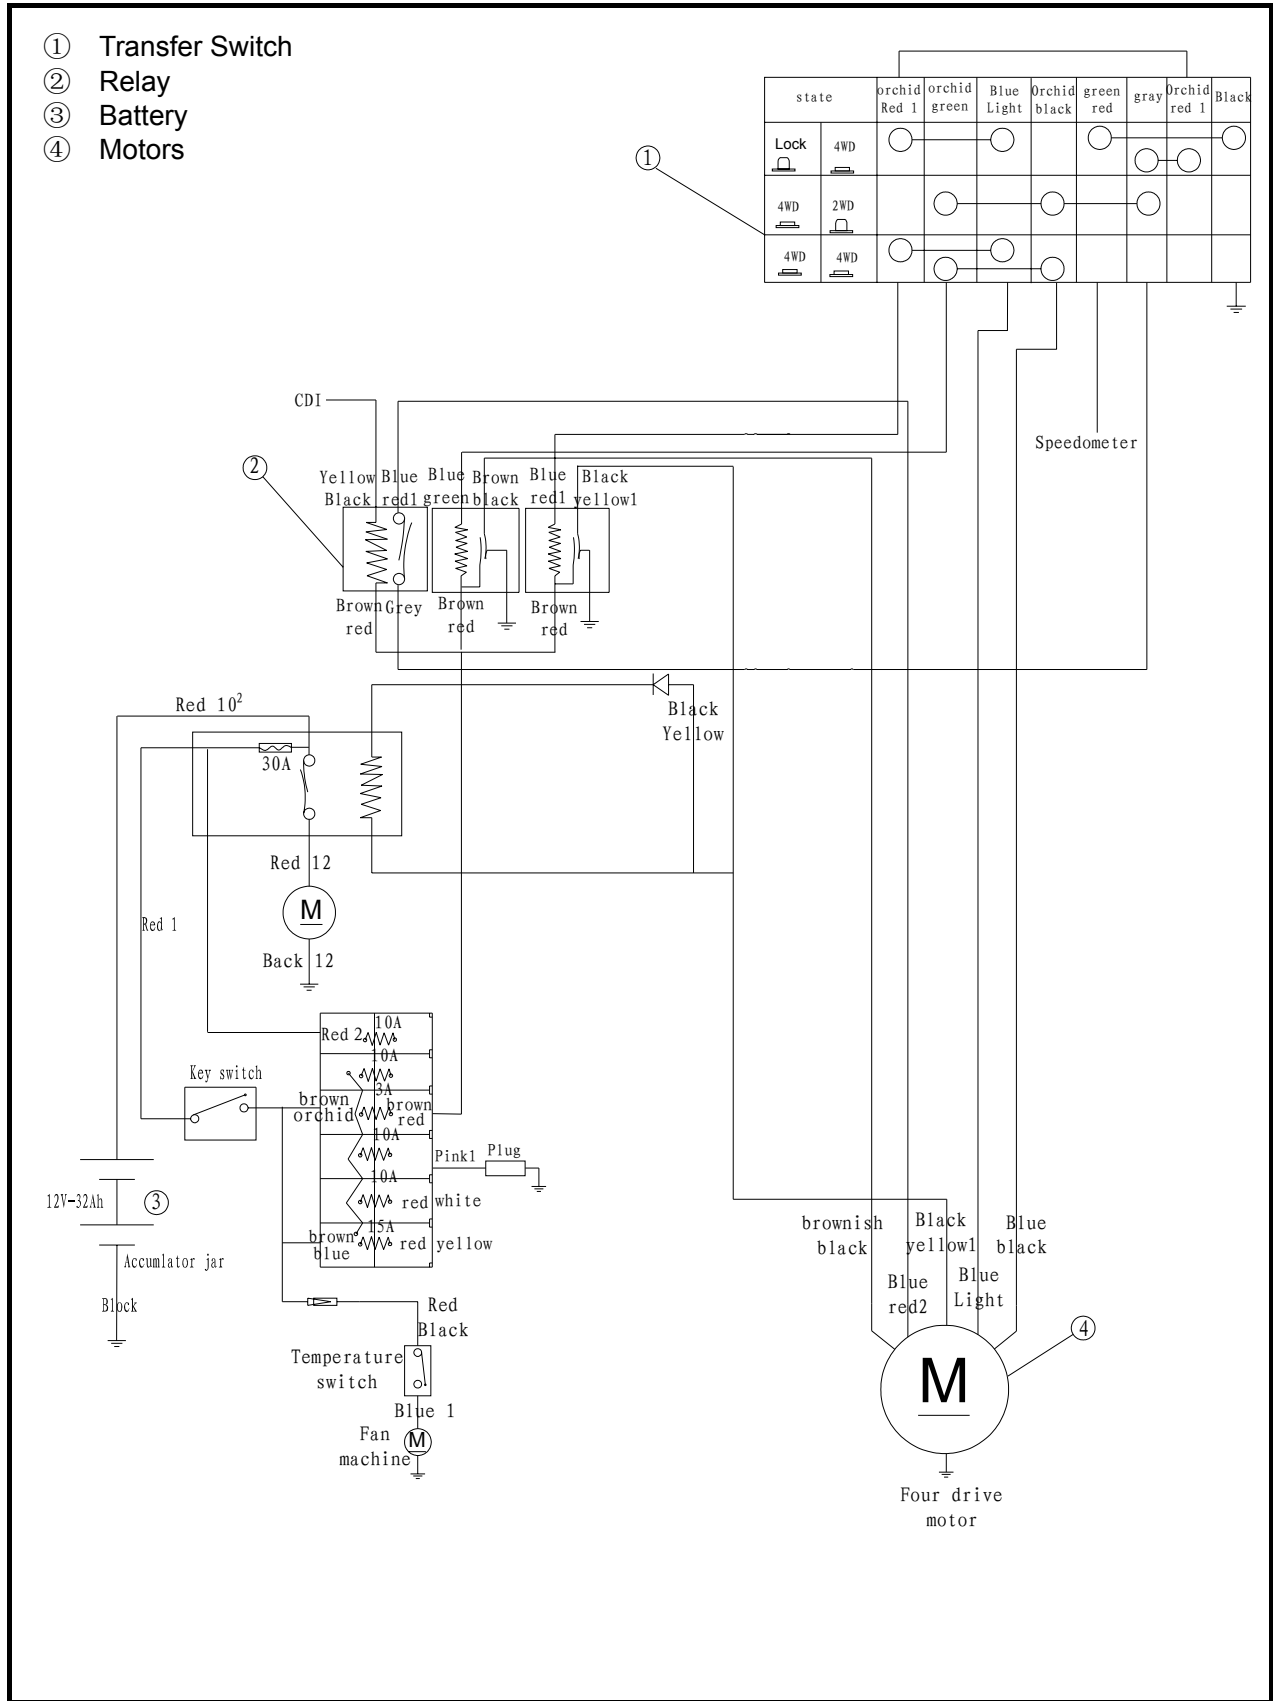 ① Transfer Switch
② Relay
③ Battery
④ Motors
state
orchid
Red 1
orchid
green
Blue
Light
Orchid
black
green
red
gray
Orchid
red 1
Black
Lock
4WD
4WD
2WD
4WD
4WD
①
CDI
Speedometer
②
Yellow
Black
Blue
red1
Blue
green
Brown
black
Blue
red1
Black
yellow1
Brown
red
Grey
Brown
red
Brown
red
Black
Yellow
Red 10²
30A
Red 12
M
Red 1
Back 12
10A
Red 2
10A
Key switch
3A
brown
orchid
brown
red
10A
Pink1
Plug
10A
red white
15A
brown
blue
red yellow
12V-32Ah
③
Accumlator jar
Block
Red
Black
Temperature
switch
Blue 1
Fan
machine
M
brownish
black
Black
yellow1
Blue
black
Blue
red2
Blue
Light
④
M
Four drive
motor